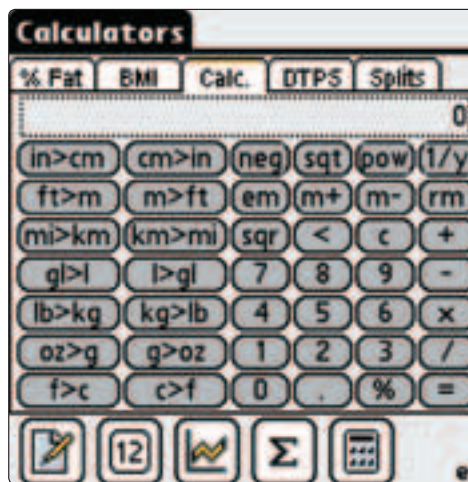 Calculators
% Fat BMI Calc. DTPS Splits
0
in>cm cm>in neg sqt pow 1/y
ft>m m>ft em m+ m- rm
mi>km km>mi sqr < c +
gl>l l>gl 7 8 9 -
lb>kg kg>lb 4 5 6 x
oz>g g>oz 1 2 3 /
f>c c>f 0 . % =
12 Σ